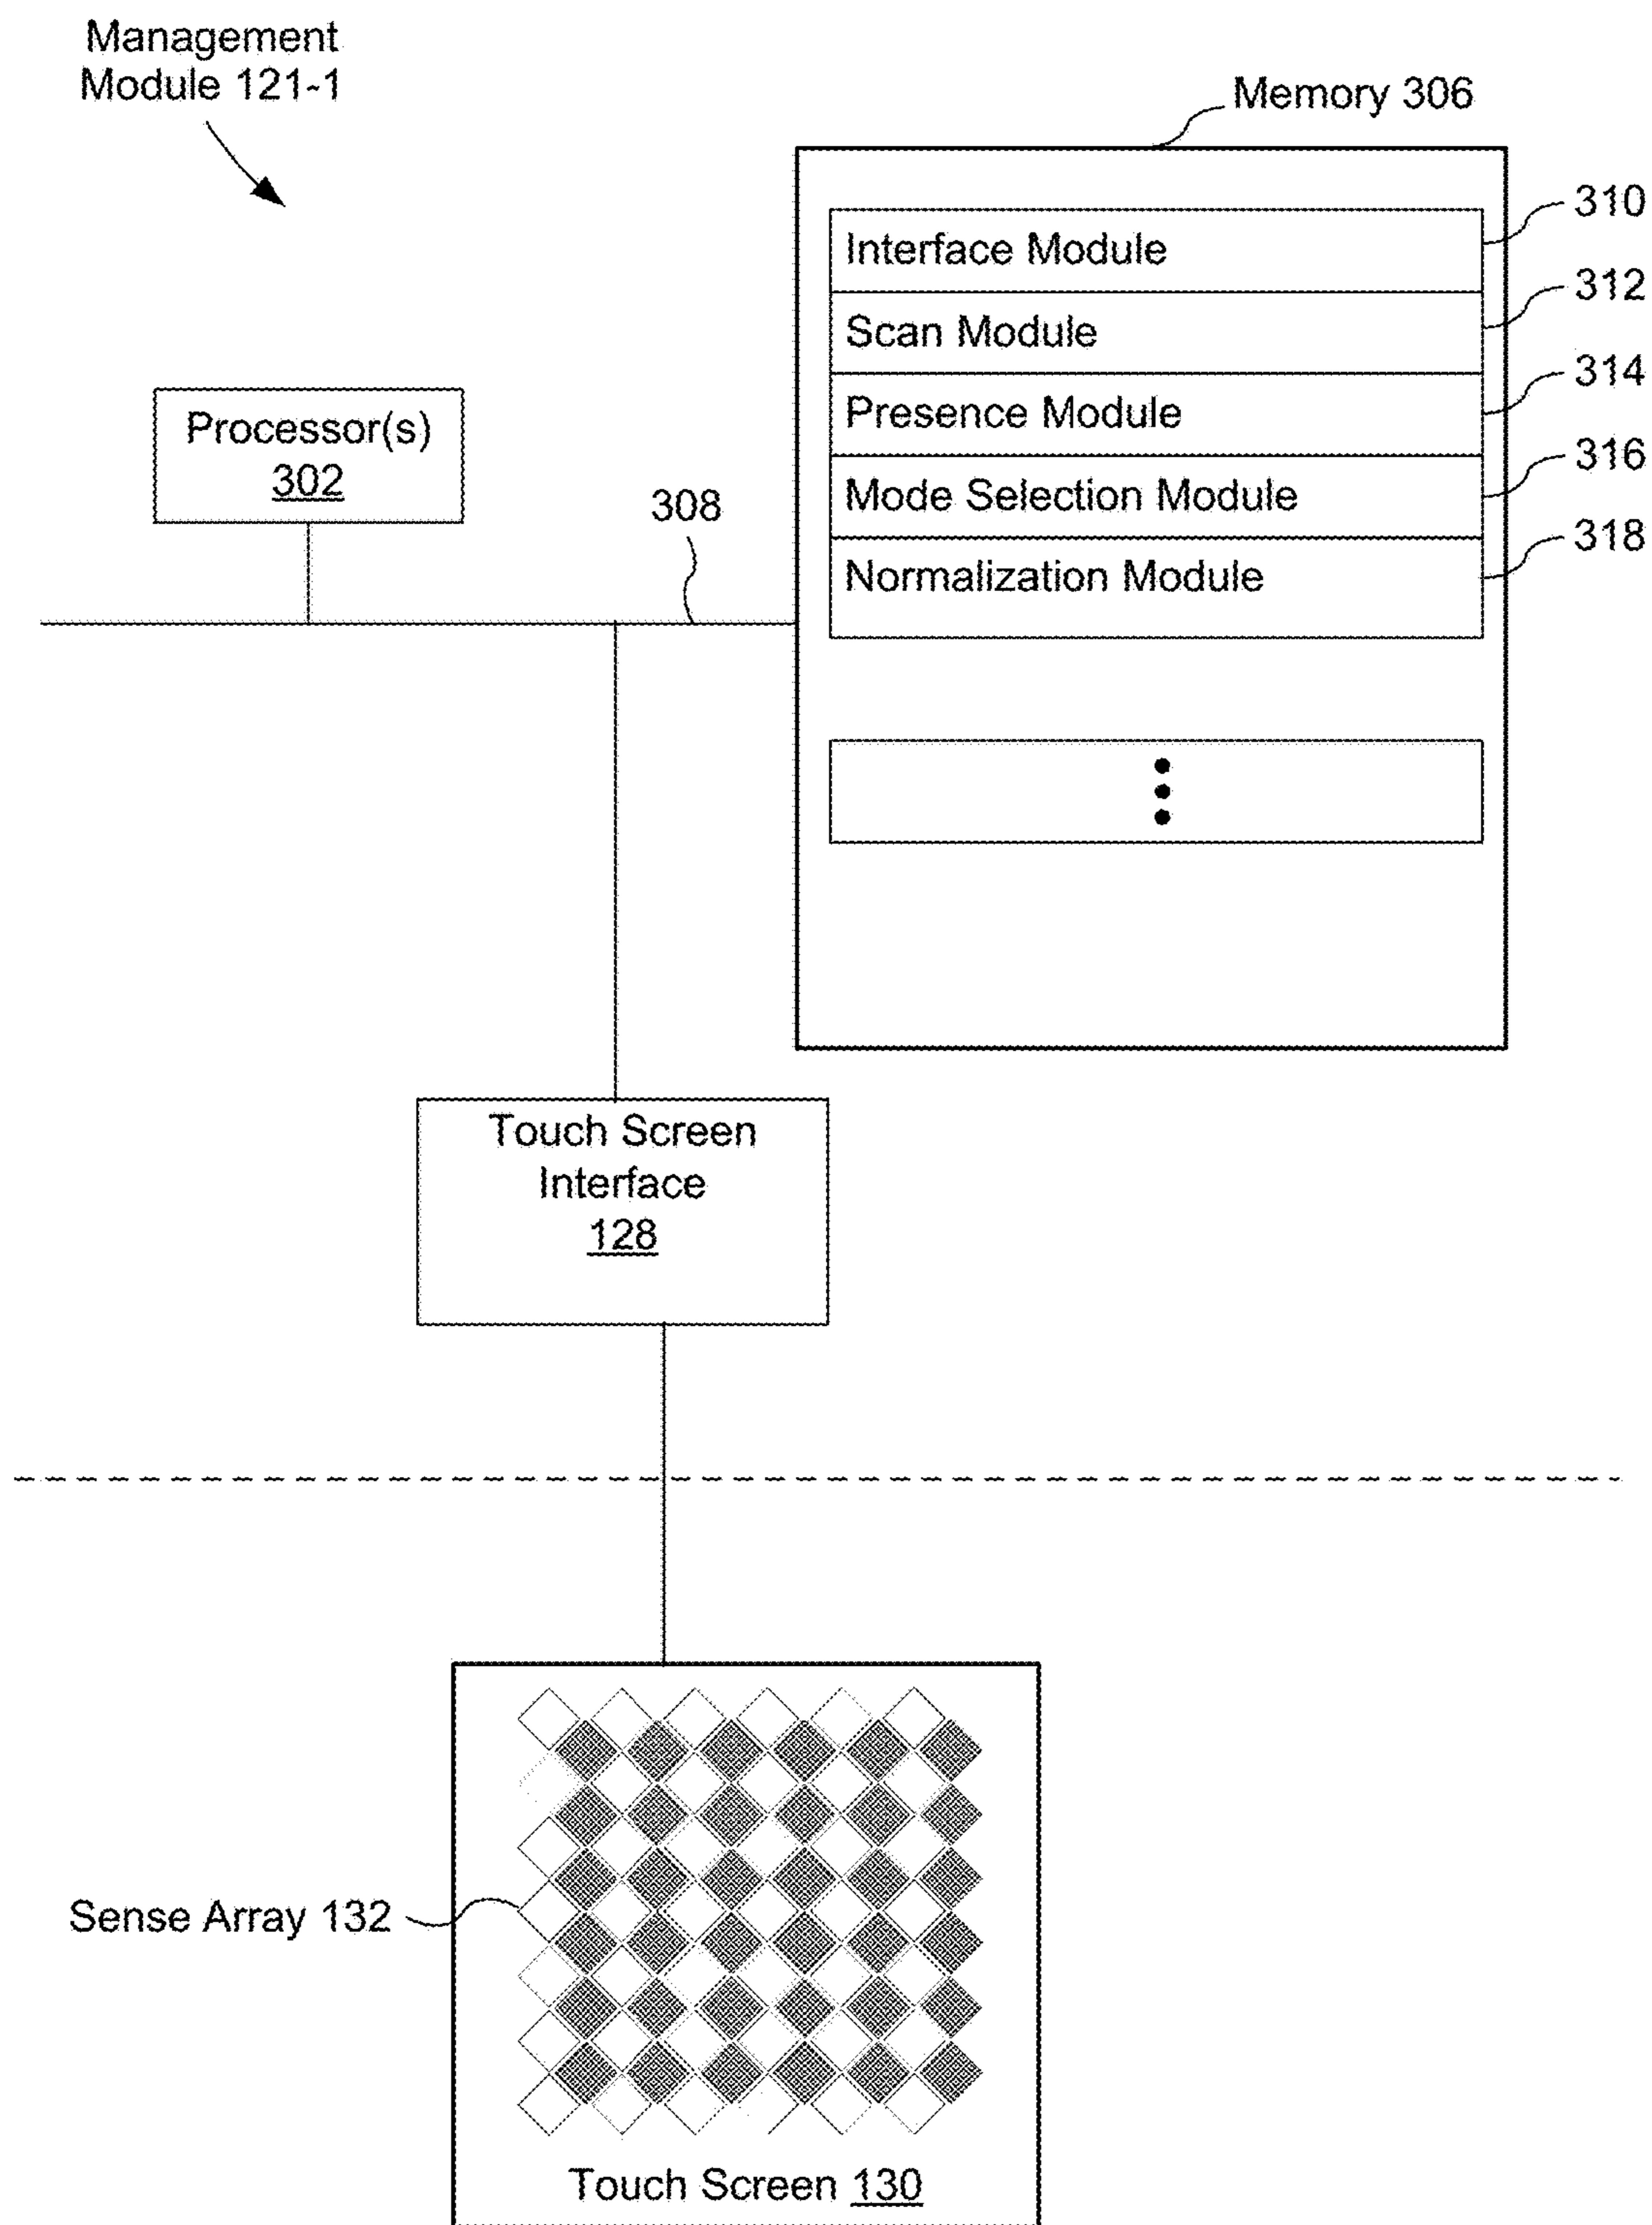 Management
Module 121-1
Memory 306
310
Interface Module
312
Scan Module
314
Presence Module
316
Mode Selection Module
318
Normalization Module
Processor(s)
302
308
Touch Screen
Interface
128
Sense Array 132
Touch Screen 130